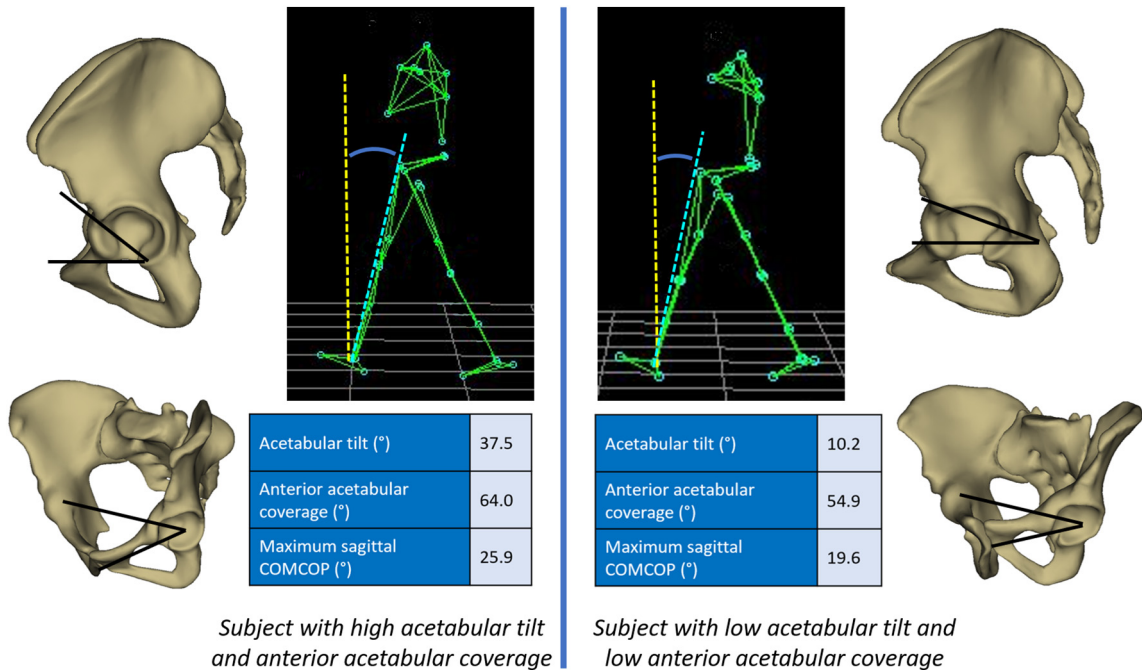 Acetabular tilt (°) 37.5
Anterior acetabular
coverage (°) 64.0
Maximum sagittal
COMCOP (°) 25.9
Subject with high acetabular tilt
and anterior acetabular coverage
Acetabular tilt (°) 10.2
Anterior acetabular
coverage (°) 54.9
Maximum sagittal
COMCOP (°) 19.6
Subject with low acetabular tilt and
low anterior acetabular coverage